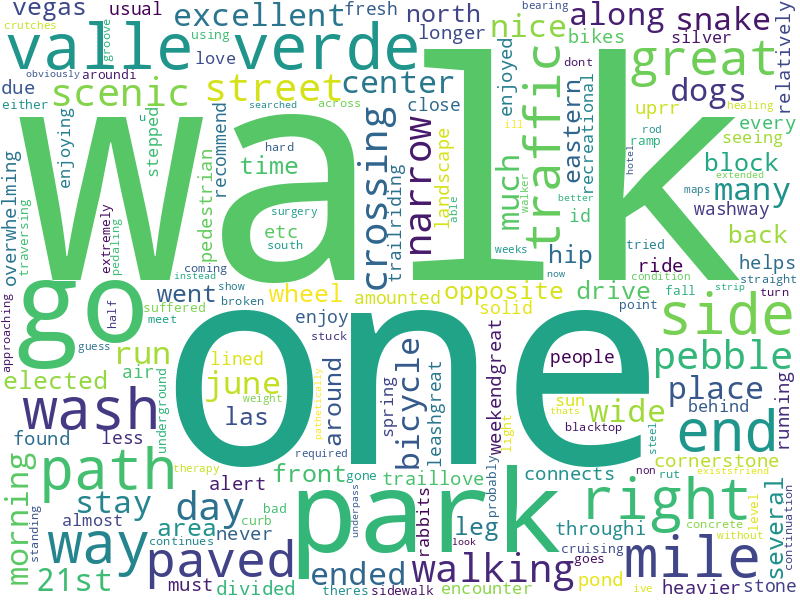 vegas usual excellent fresh north along snake
crutches groove using bearing
valle verde love longer nice bikes silver great relatively
obviously aroundi dont
due scenic street center close enjoyed traffic dogs
either searched across ill uprr healing
walk
overwhelming enjoying stepped u recommend crossing narrow landscape much eastern recreational rod ramp every seeing
hard time pedestrian trailriding able walker hotel block extended
traversing surgery etc weeks better maps many
extremely pedaling south id washway
coming now tried back
go instead show wheel hip condition ride helps
half went broken amounted opposite drive fall strip straight
approaching suffered meet enjoy solid point turn side
guess run stuck one people pebble
elected air lined june around spring bicycle weekendgreat sun place behind running
wash less underground weight las pathetically leashgreat light thats wide
found blacktop steel end cornerstone
morning path therapy required front gone traillove probably connects non rut existsfriend
stay day alert park leg right level several continuation
almost bad curb underpass rabbits throughi concrete without
standing way area never look
continues paved ended walking cruising goes mile
21st must divided theres sidewalk encounter pond ive heavier stone